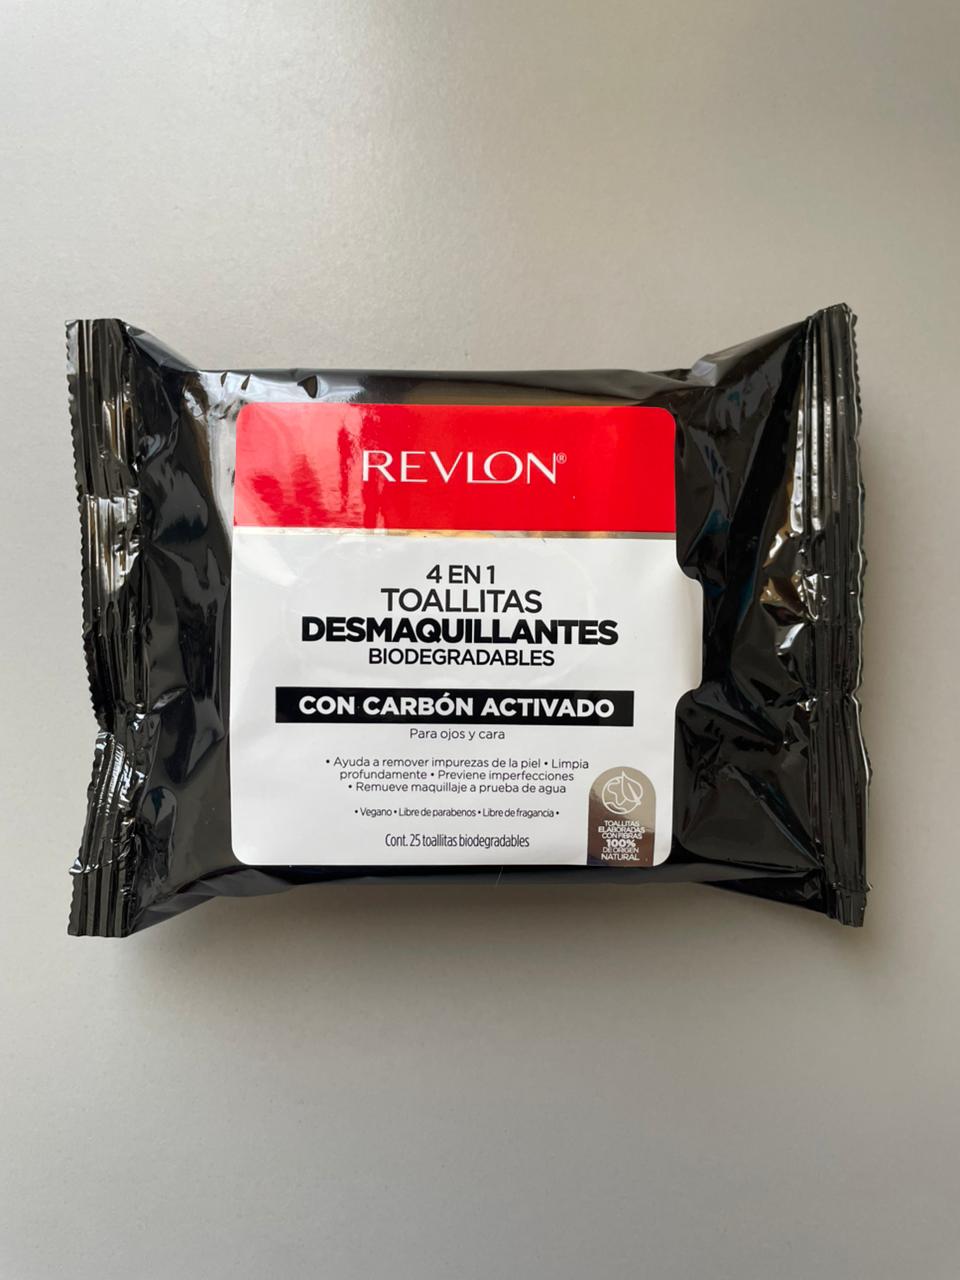 REVLON®
4 EN 1
TOALLITAS
DESMAQUILLANTES
BIODEGRADABLES
CON CARBÓN ACTIVADO
Para ojos y cara
• Ayuda a remover impurezas de la piel • Limpia
profundamente • Previene imperfecciones
• Remueve maquillaje a prueba de agua
• Vegano • Libre de parabenos • Libre de fragancia •
Cont. 25 toallitas biodegradables
TOALLITAS
ELABORADAS
CON FIBRAS
100%
DE ORIGEN
NATURAL